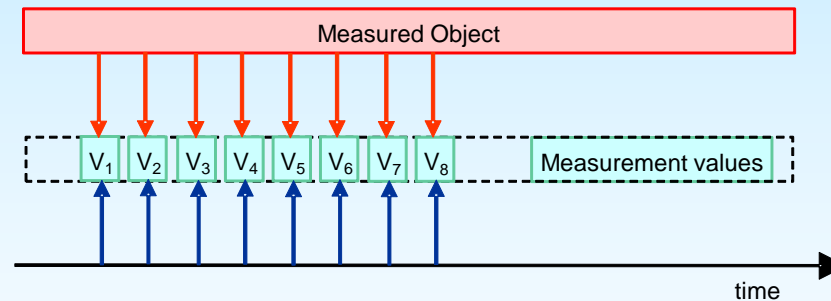 Measured Object
V₁ V₂ V₃ V₄ V₅ V₆ V₇ V₈ Measurement values
time